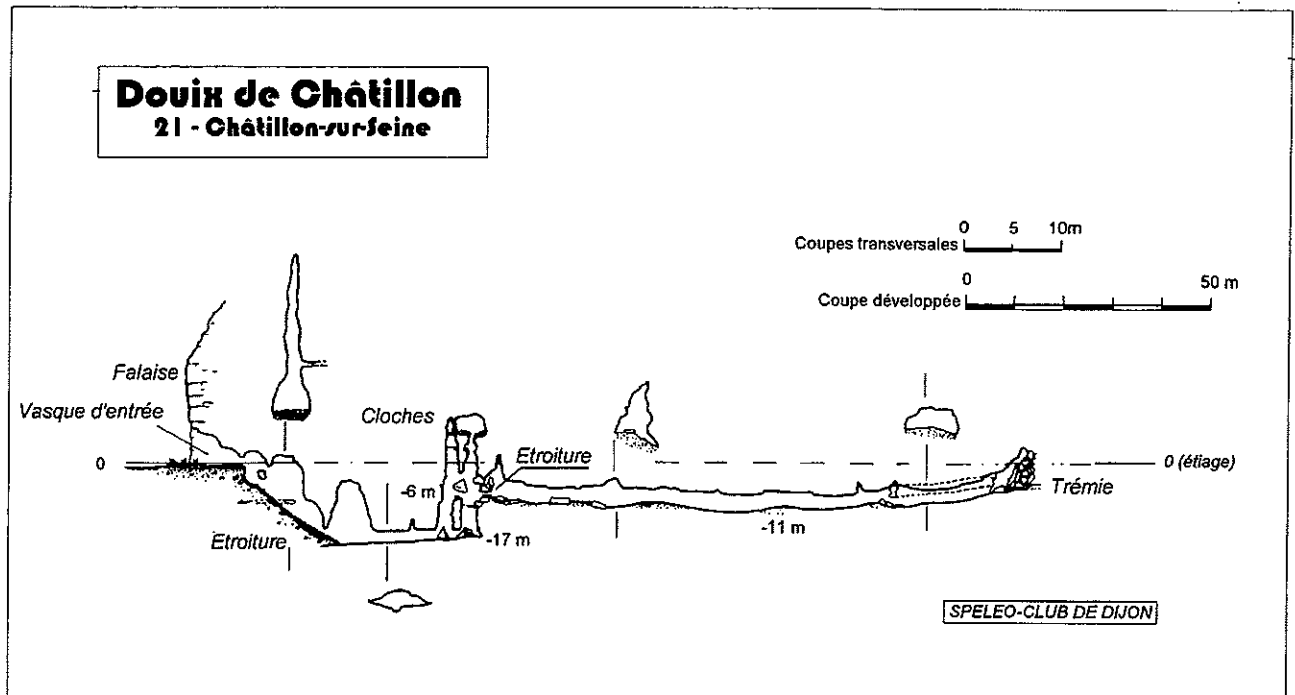 Douix de Châtillon
21 - Châtillon-sur-Seine
0 5 10m
Coupes transversales
0 50 m
Coupe développée
Falaise
Vasque d'entrée
Cloches
0
Etroiture
0 (étiage)
-6 m
Trémie
Etroiture
-17 m
-11 m
SPELEO-CLUB DE DIJON